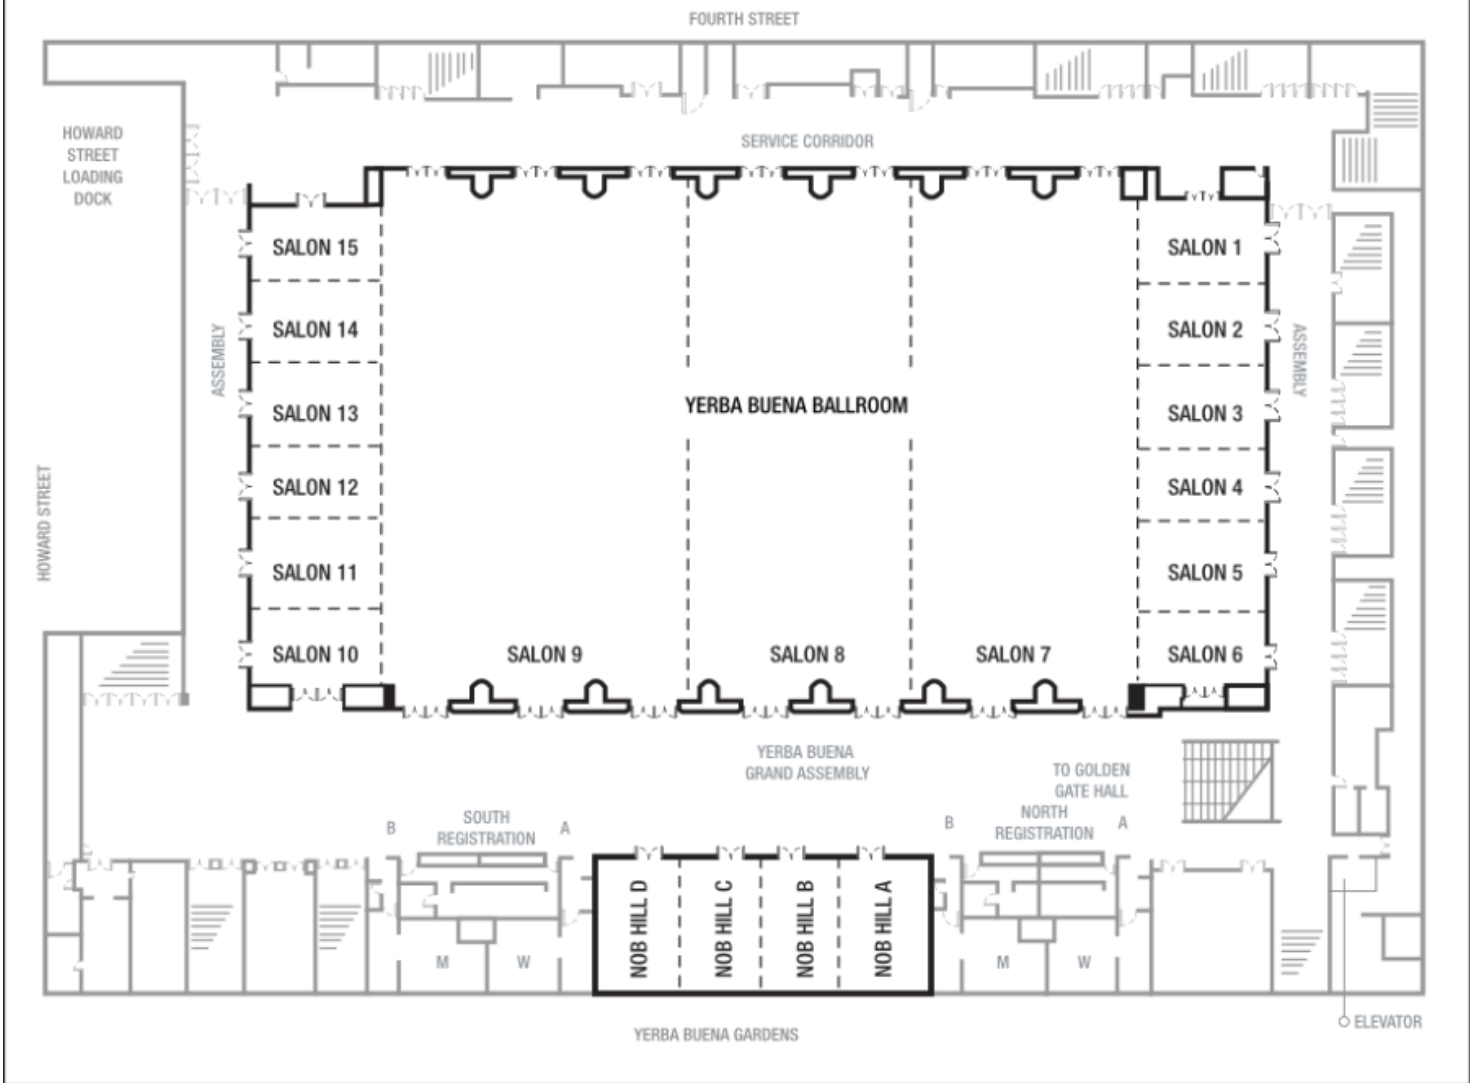 FOURTH STREET
SERVICE CORRIDOR
HOWARD
STREET
LOADING
DOCK
SALON 15
SALON 1
SALON 14
SALON 2
ASSEMBLY
ASSEMBLY
YERBA BUENA BALLROOM
SALON 13
SALON 3
SALON 12
SALON 4
HOWARD STREET
SALON 11
SALON 5
SALON 10
SALON 9
SALON 8
SALON 7
SALON 6
YERBA BUENA
GRAND ASSEMBLY
TO GOLDEN
GATE HALL
B
SOUTH
REGISTRATION
A
B
NORTH
REGISTRATION
A
NOB HILL D
NOB HILL C
NOB HILL B
NOB HILL A
M
W
M
W
ELEVATOR
YERBA BUENA GARDENS